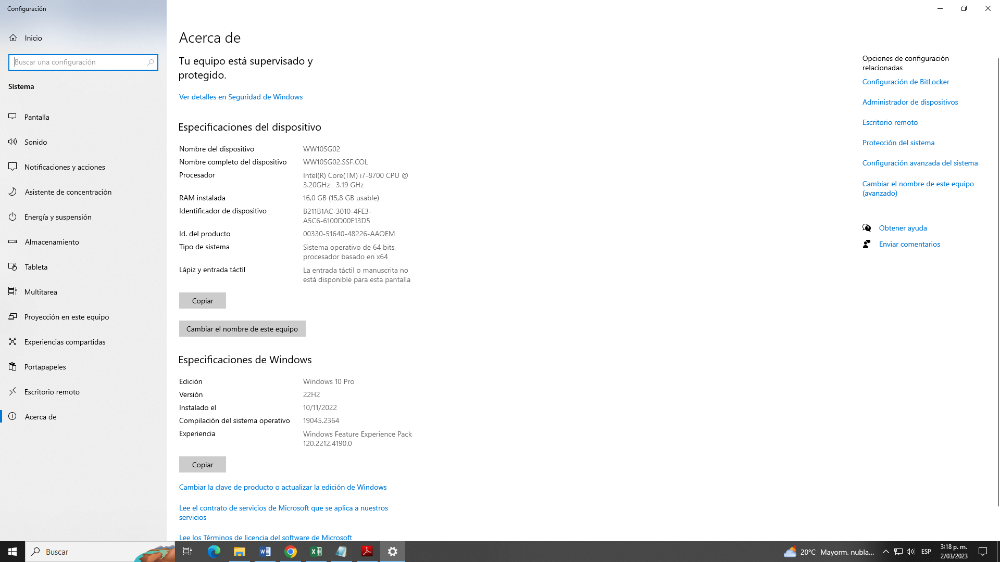 Configuración
Inicio
Buscar una configuración
Sistema
Pantalla
Sonido
Notificaciones y acciones
Asistente de concentración
Energía y suspensión
Almacenamiento
Tableta
Multitarea
Proyección en este equipo
Experiencias compartidas
Portapapeles
Escritorio remoto
Acerca de
Acerca de
Tu equipo está supervisado y
protegido.
Ver detalles en Seguridad de Windows
Especificaciones del dispositivo
Nombre del dispositivo WW10SG02
Nombre completo del dispositivo WW10SG02.SSF.COL
Procesador Intel(R) Core(TM) i7-8700 CPU @
3.20GHz 3.19 GHz
RAM instalada 16,0 GB (15,8 GB usable)
Identificador de dispositivo B211B1AC-3010-4FE3-
A5C6-6100D00E13D5
Id. del producto 00330-51640-48226-AAOEM
Tipo de sistema Sistema operativo de 64 bits,
procesador basado en x64
Lápiz y entrada táctil La entrada táctil o manuscrita no
está disponible para esta pantalla
Copiar
Cambiar el nombre de este equipo
Especificaciones de Windows
Edición Windows 10 Pro
Versión 22H2
Instalado el 10/11/2022
Compilación del sistema operativo 19045.2364
Experiencia Windows Feature Experience Pack
120.2212.4190.0
Copiar
Cambiar la clave de producto o actualizar la edición de Windows
Lee el contrato de servicios de Microsoft que se aplica a nuestros
servicios
Lee los Términos de licencia del software de Microsoft
Opciones de configuración
relacionadas
Configuración de BitLocker
Administrador de dispositivos
Escritorio remoto
Protección del sistema
Configuración avanzada del sistema
Cambiar el nombre de este equipo
(avanzado)
Obtener ayuda
Enviar comentarios
Buscar
20°C Mayorm. nubla...
ESP
3:18 p. m.
2/03/2023